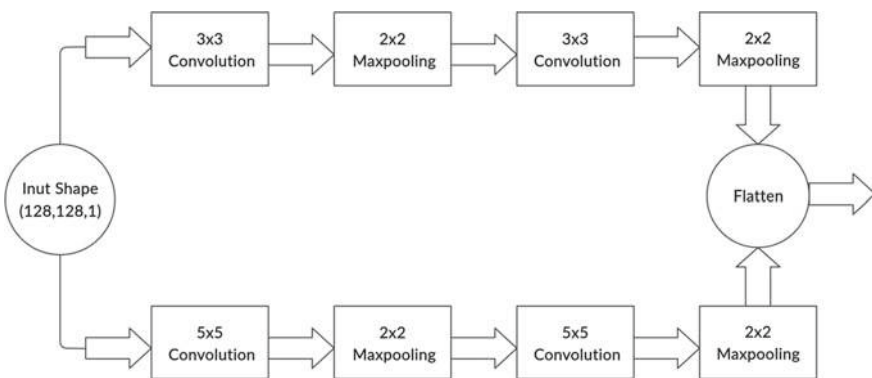 3x3
Convolution
2x2
Maxpooling
3x3
Convolution
2x2
Maxpooling
Inut Shape
(128,128,1)
Flatten
5x5
Convolution
2x2
Maxpooling
5x5
Convolution
2x2
Maxpooling